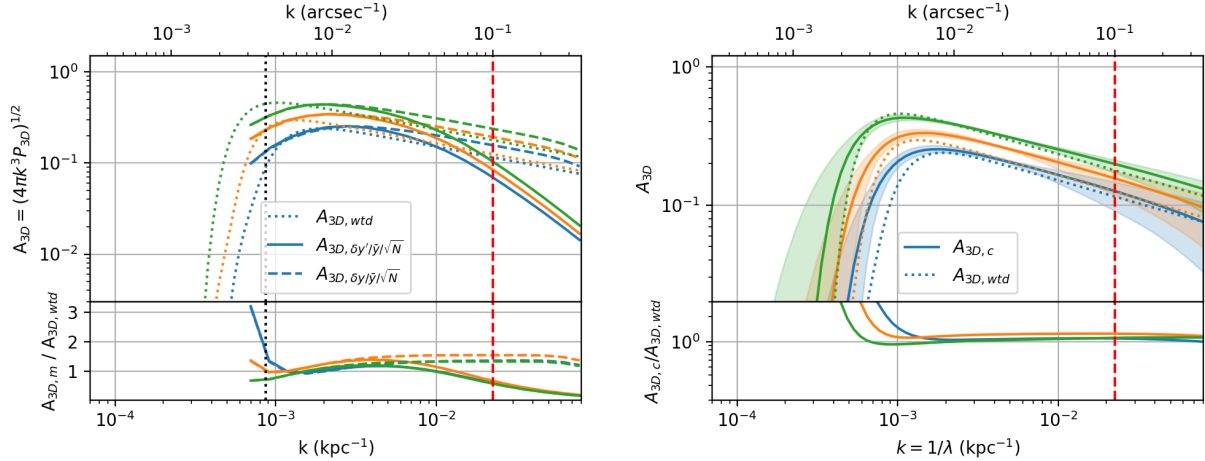 k (arcsec⁻¹)
10⁻³ 10⁻² 10⁻¹
10⁰
10⁻¹
10⁻²
A₃D = (4πk³P₃D)^{1/2}
A₃D,wtd
A₃D,δy′/ȳ/√N
A₃D,δy/ȳ/√N
3
2
1
A₃D,m / A₃D,wtd
10⁻⁴ 10⁻³ 10⁻²
k (kpc⁻¹)
k (arcsec⁻¹)
10⁻³ 10⁻² 10⁻¹
10⁰
10⁻¹
A₃D
A₃D,c
A₃D,wtd
10⁰
A₃D,c/A₃D,wtd
10⁻⁴ 10⁻³ 10⁻²
k = 1/λ (kpc⁻¹)